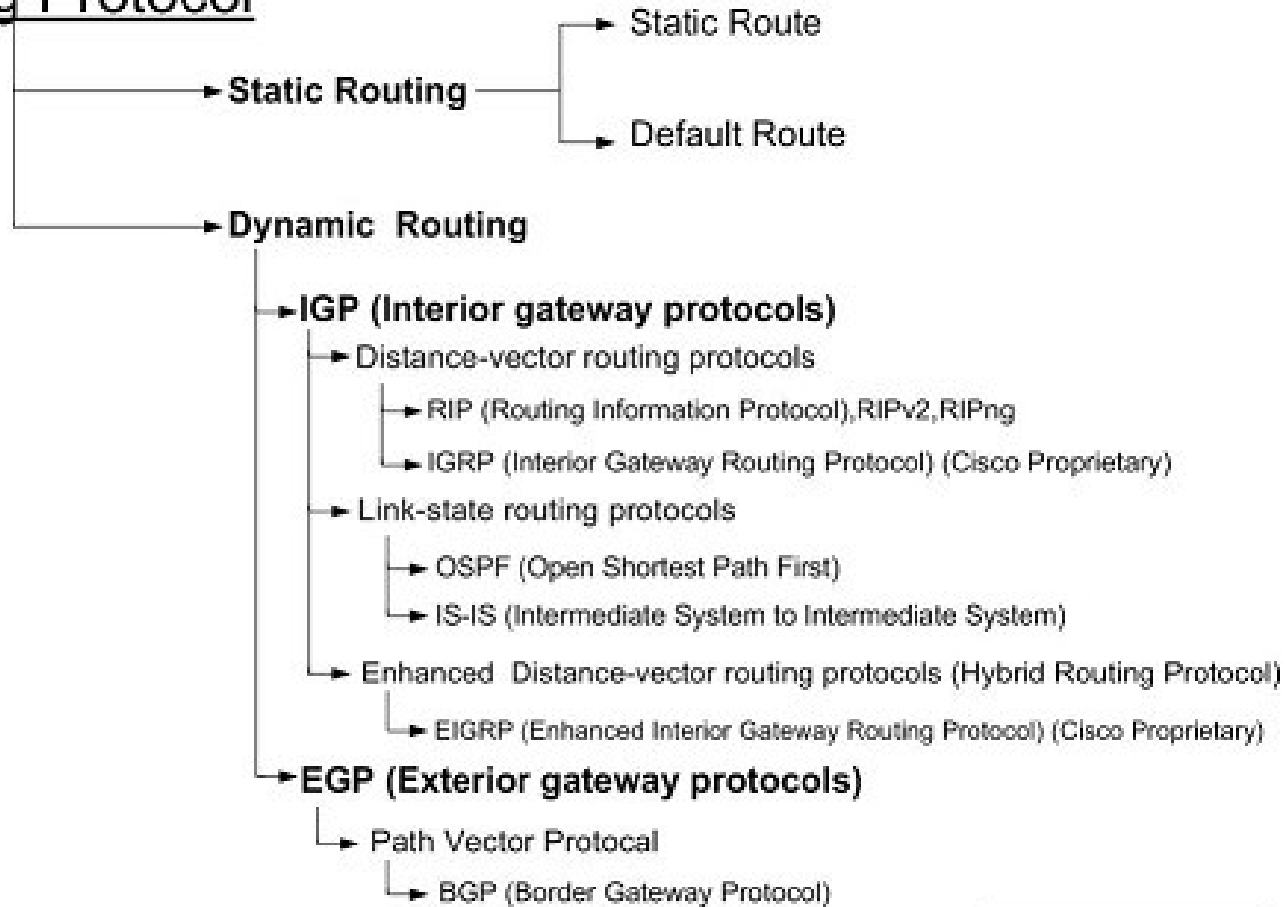 g Protocol
Static Route
Static Routing
Default Route
Dynamic Routing
IGP (Interior gateway protocols)
Distance-vector routing protocols
RIP (Routing Information Protocol),RIPv2,RIPng
IGRP (Interior Gateway Routing Protocol) (Cisco Proprietary)
Link-state routing protocols
OSPF (Open Shortest Path First)
IS-IS (Intermediate System to Intermediate System)
Enhanced Distance-vector routing protocols (Hybrid Routing Protocol)
EIGRP (Enhanced Interior Gateway Routing Protocol) (Cisco Proprietary)
EGP (Exterior gateway protocols)
Path Vector Protocal
BGP (Border Gateway Protocol)